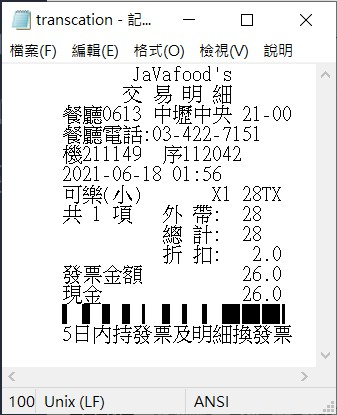 transcation - 記...
檔案(F) 編輯(E) 格式(O) 檢視(V) 說明
JaVafood's
交 易 明 細
餐廳0613 中壢中央 21-00
餐廳電話:03-422-7151
機211149 序112042
2021-06-18 01:56
可樂(小) X1 28TX
共 1 項 外 帶: 28
總 計: 28
折 扣: 2.0
發票金額 26.0
現金 26.0
5日內持發票及明細換發票
100 Unix (LF) ANSI